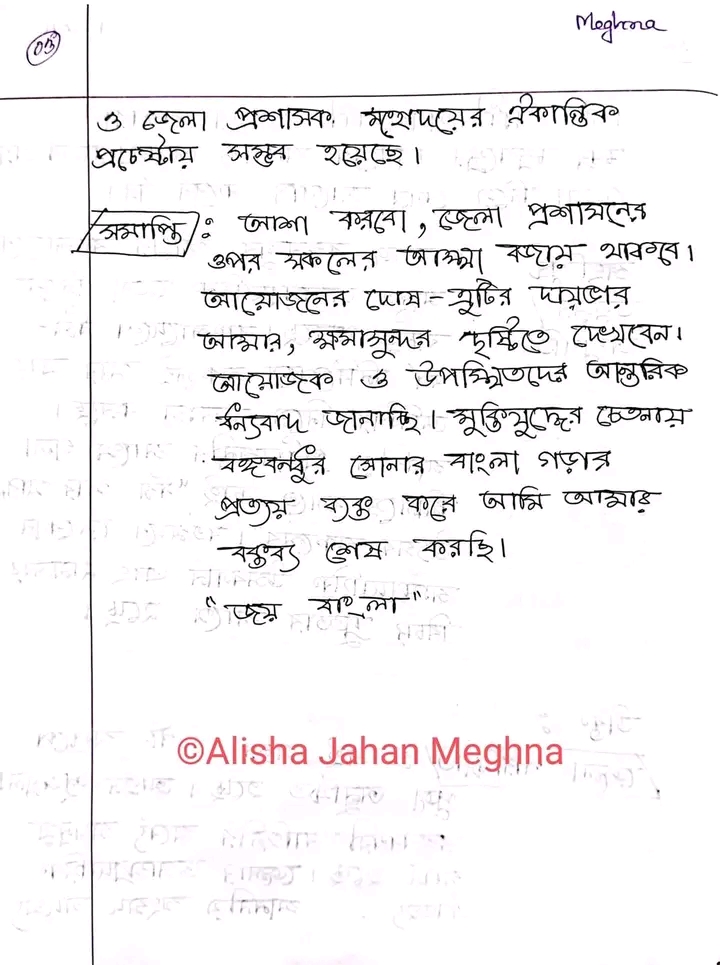 Meghna
03
ও জেলা প্রশাসক মহোদয়ের ঐকান্তিক
প্রচেষ্টায় সম্ভব হয়েছে।
সমাপ্তি : আশা করবো, জেলা প্রশাসনের
ওপর সকলের আস্থা বজায় থাকবে।
আয়োজনের দোষ-ত্রুটির দায়ভার
আমার, ক্ষমাসুন্দর দৃষ্টিতে দেখবেন।
আয়োজক ও উপস্থিতদের আন্তরিক
ধন্যবাদ জানাচ্ছি। মুক্তিযুদ্ধের চেতনায়
বঙ্গবন্ধুর সোনার বাংলা গড়ার
প্রত্যয় ব্যক্ত করে আমি আমার
বক্তব্য শেষ করছি।
"জয় বাংলা"
©Alisha Jahan Meghna